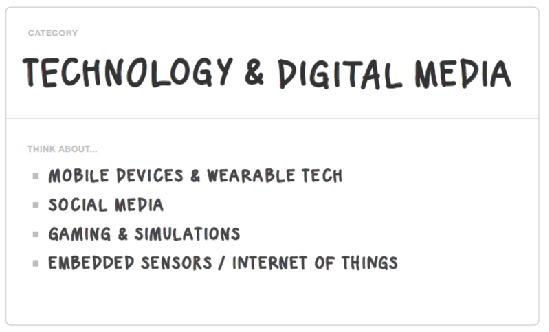 CATEGORY
TECHNOLOGY & DIGITAL MEDIA
THINK ABOUT...
MOBILE DEVICES & WEARABLE TECH
SOCIAL MEDIA
GAMING & SIMULATIONS
EMBEDDED SENSORS / INTERNET OF THINGS